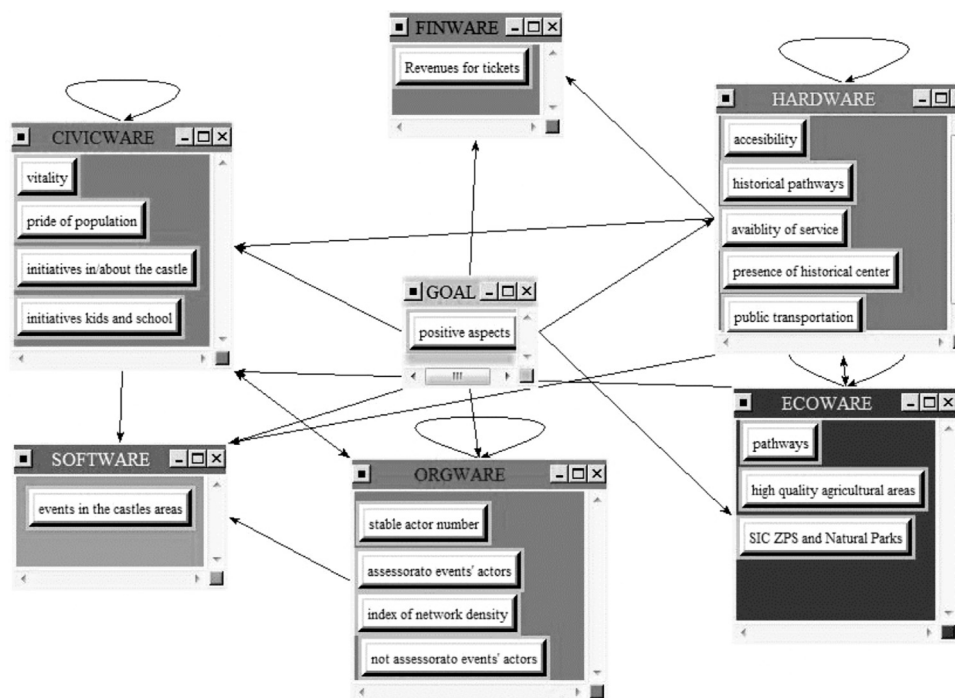 FINWARE
Revenues for tickets
HARDWARE
accesibility
historical pathways
avaiblity of service
presence of historical center
public transportation
CIVICWARE
vitality
pride of population
initiatives in/about the castle
initiatives kids and school
GOAL
positive aspects
SOFTWARE
events in the castles areas
ORGWARE
stable actor number
assessorato events' actors
index of network density
not assessorato events' actors
ECOWARE
pathways
high quality agricultural areas
SIC ZPS and Natural Parks